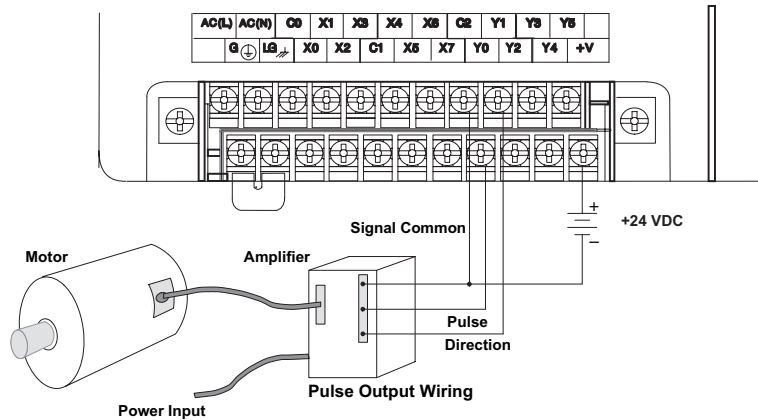 AC(L) AC(N) C0 X1 X3 X4 X6 C2 Y1 Y3 Y5
G LG X0 X2 C1 X5 X7 Y0 Y2 Y4 +V
+
Signal Common
+24 VDC
–
Motor
Amplifier
Pulse
Direction
Pulse Output Wiring
Power Input